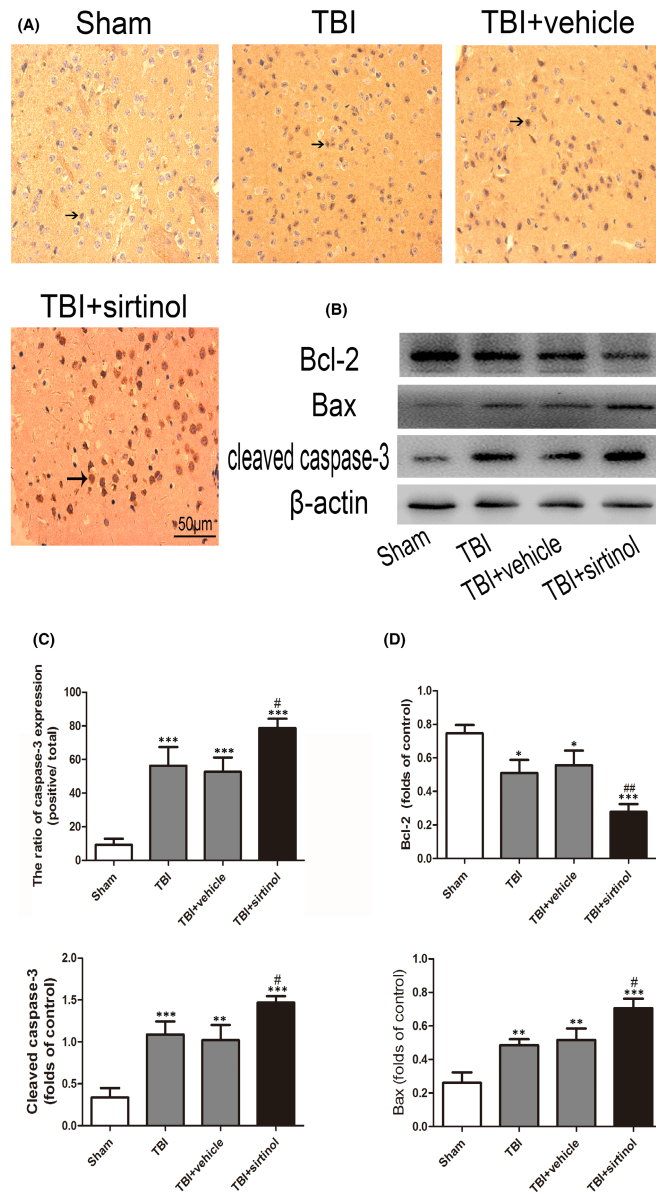 (A)
Sham
TBI
TBI+vehicle
TBI+sirtinol
50μm
(B)
Bcl-2
Bax
cleaved caspase-3
β-actin
Sham
TBI
TBI+vehicle
TBI+sirtinol
(C)
The ratio of caspase-3 expression
(positive/ total)
100
80
60
40
20
0
***
***
#
***
Sham
TBI
TBI+vehicle
TBI+sirtinol
(D)
Bcl-2 (folds of control)
1.0
0.8
0.6
0.4
0.2
0.0
*
*
##
***
Sham
TBI
TBI+vehicle
TBI+sirtinol
Cleaved caspase-3
(folds of control)
2.0
1.5
1.0
0.5
0.0
***
**
#
***
Sham
TBI
TBI+vehicle
TBI+sirtinol
Bax (folds of control)
1.0
0.8
0.6
0.4
0.2
0.0
**
**
#
***
Sham
TBI
TBI+vehicle
TBI+sirtinol